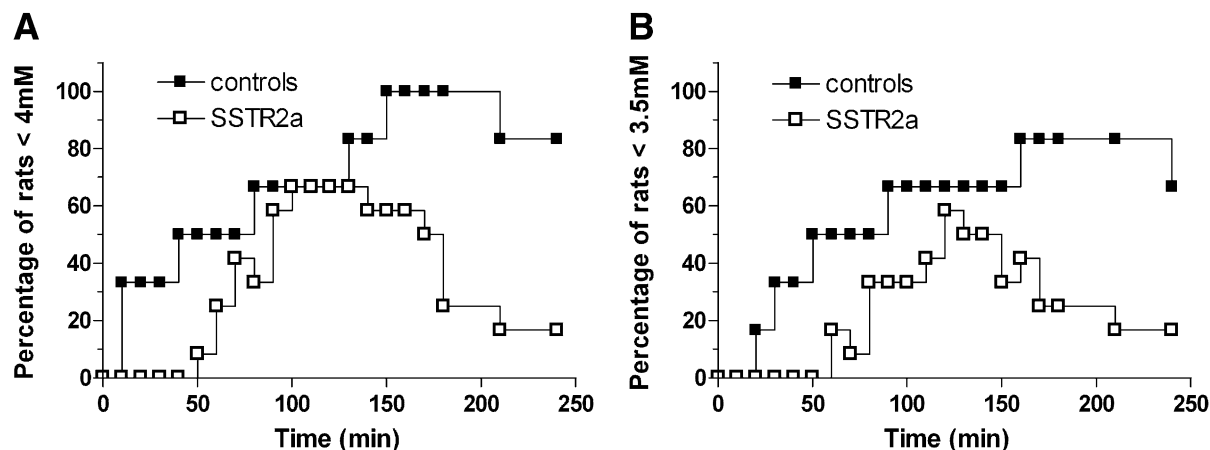 A
Percentage of rats < 4mM
controls
SSTR2a
100
80
60
40
20
0
0 50 100 150 200 250
Time (min)
B
Percentage of rats < 3.5mM
controls
SSTR2a
100
80
60
40
20
0
0 50 100 150 200 250
Time (min)